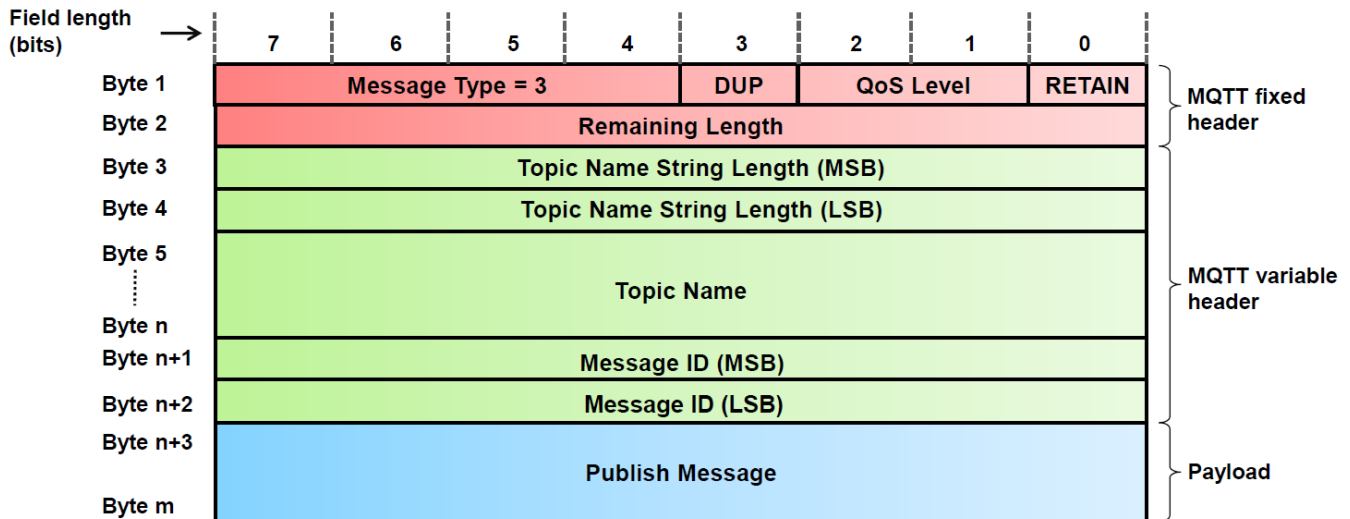 Field length
(bits)
7 6 5 4 3 2 1 0
Byte 1 Message Type = 3 DUP QoS Level RETAIN
MQTT fixed
header
Byte 2 Remaining Length
Byte 3 Topic Name String Length (MSB)
Byte 4 Topic Name String Length (LSB)
Byte 5
Topic Name
MQTT variable
header
Byte n
Byte n+1 Message ID (MSB)
Byte n+2 Message ID (LSB)
Byte n+3
Publish Message
Payload
Byte m